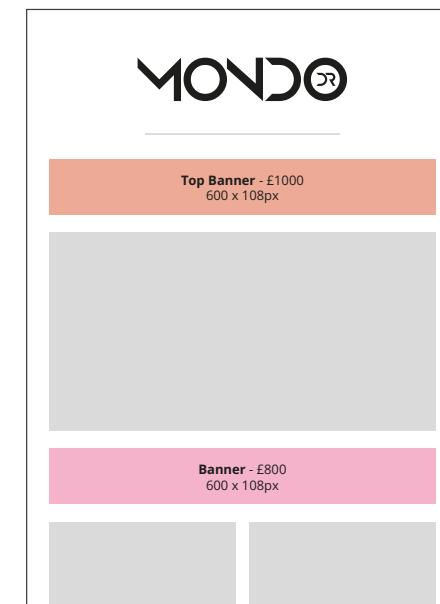 MONDO DR
Top Banner - £1000
600 x 108px
Banner - £800
600 x 108px